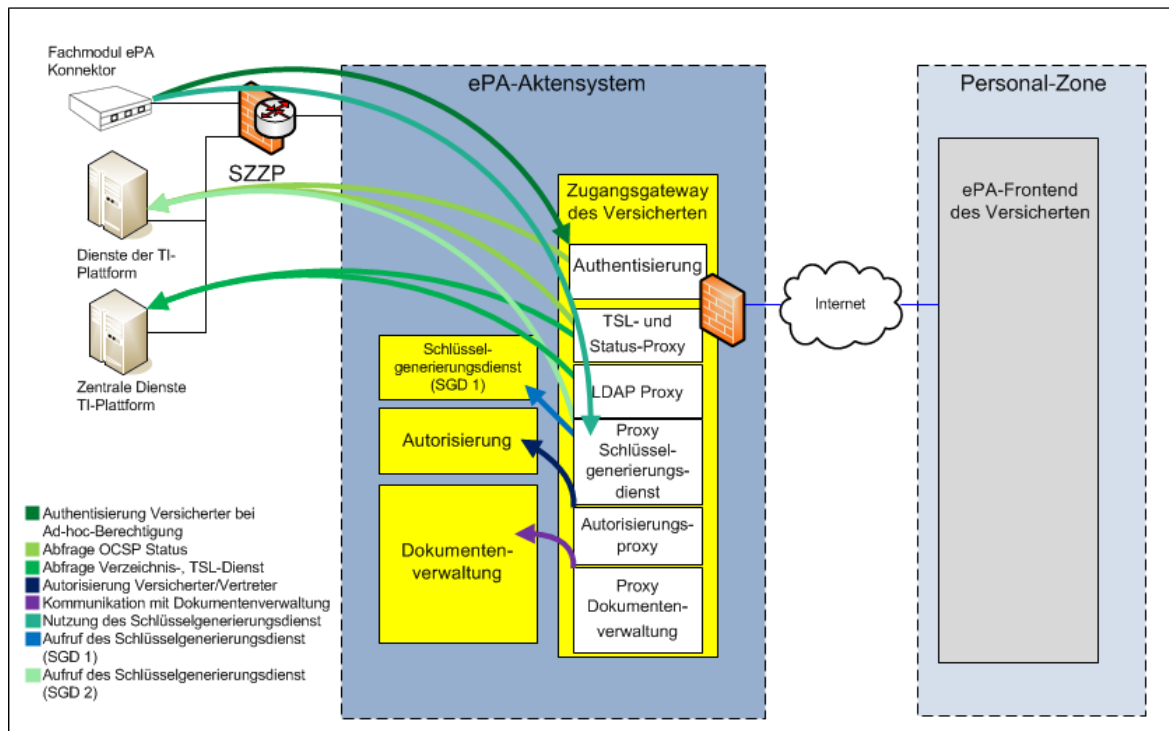 Fachmodul ePA
Konnektor
SZZP
Dienste der TI-
Plattform
Zentrale Dienste
TI-Plattform
ePA-Aktensystem
Zugangsgateway
des Versicherten
Authentisierung
TSL- und
Status-Proxy
LDAP Proxy
Proxy
Schlüssel-
generierungs-
dienst
Autorisierungs-
proxy
Proxy
Dokumenten-
verwaltung
Schlüssel-
generierungsdienst
(SGD 1)
Autorisierung
Dokumenten-
verwaltung
Internet
Personal-Zone
ePA-Frontend
des Versicherten
Authentisierung Versicherter bei
Ad-hoc-Berechtigung
Abfrage OCSP Status
Abfrage Verzeichnis-, TSL-Dienst
Autorisierung Versicherter/Vertreter
Kommunikation mit Dokumentenverwaltung
Nutzung des Schlüsselgenerierungsdienst
Aufruf des Schlüsselgenerierungsdienst
(SGD 1)
Aufruf des Schlüsselgenerierungsdienst
(SGD 2)